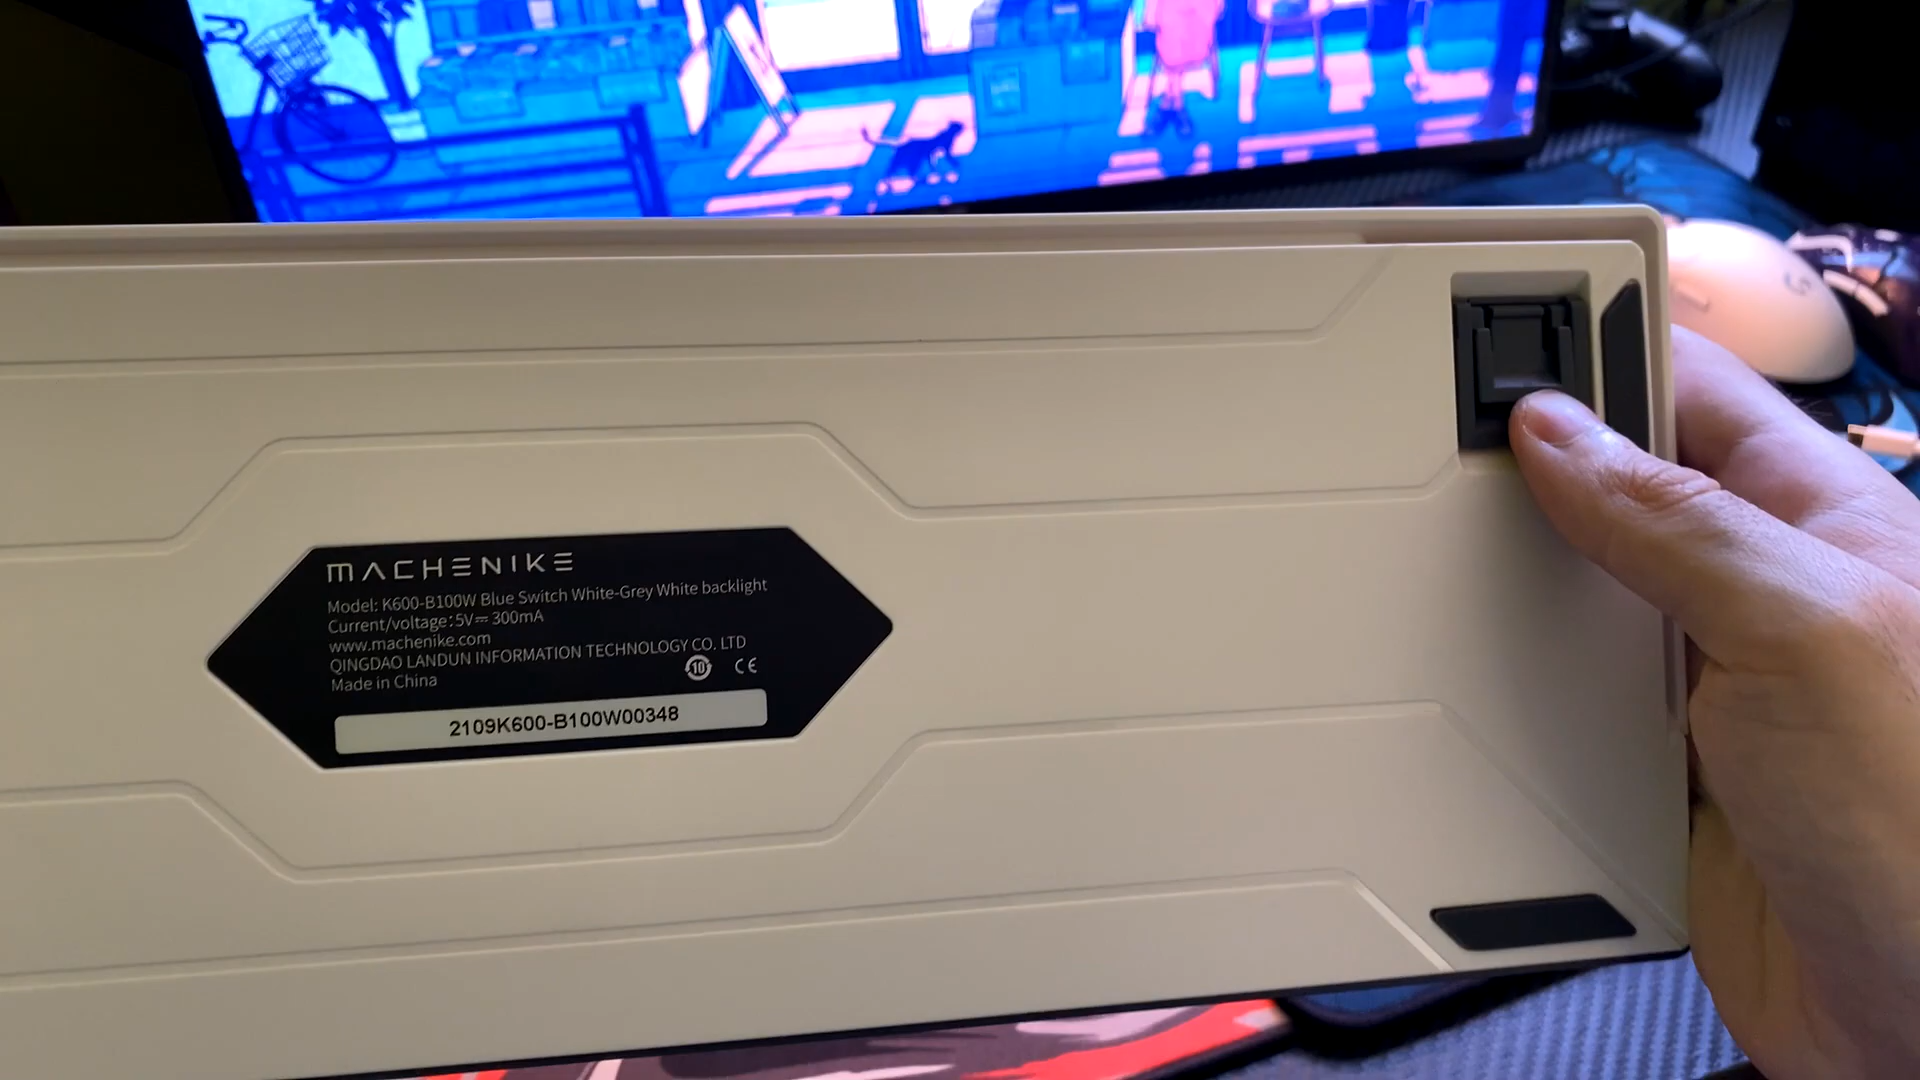 MACHENIKE
Model: K600-B100W Blue Switch White-Grey White backlight
Current/voltage:5V⎓ 300mA
www.machenike.com
QINGDAO LANDUN INFORMATION TECHNOLOGY CO. LTD
10 CE
Made in China
2109K600-B100W00348